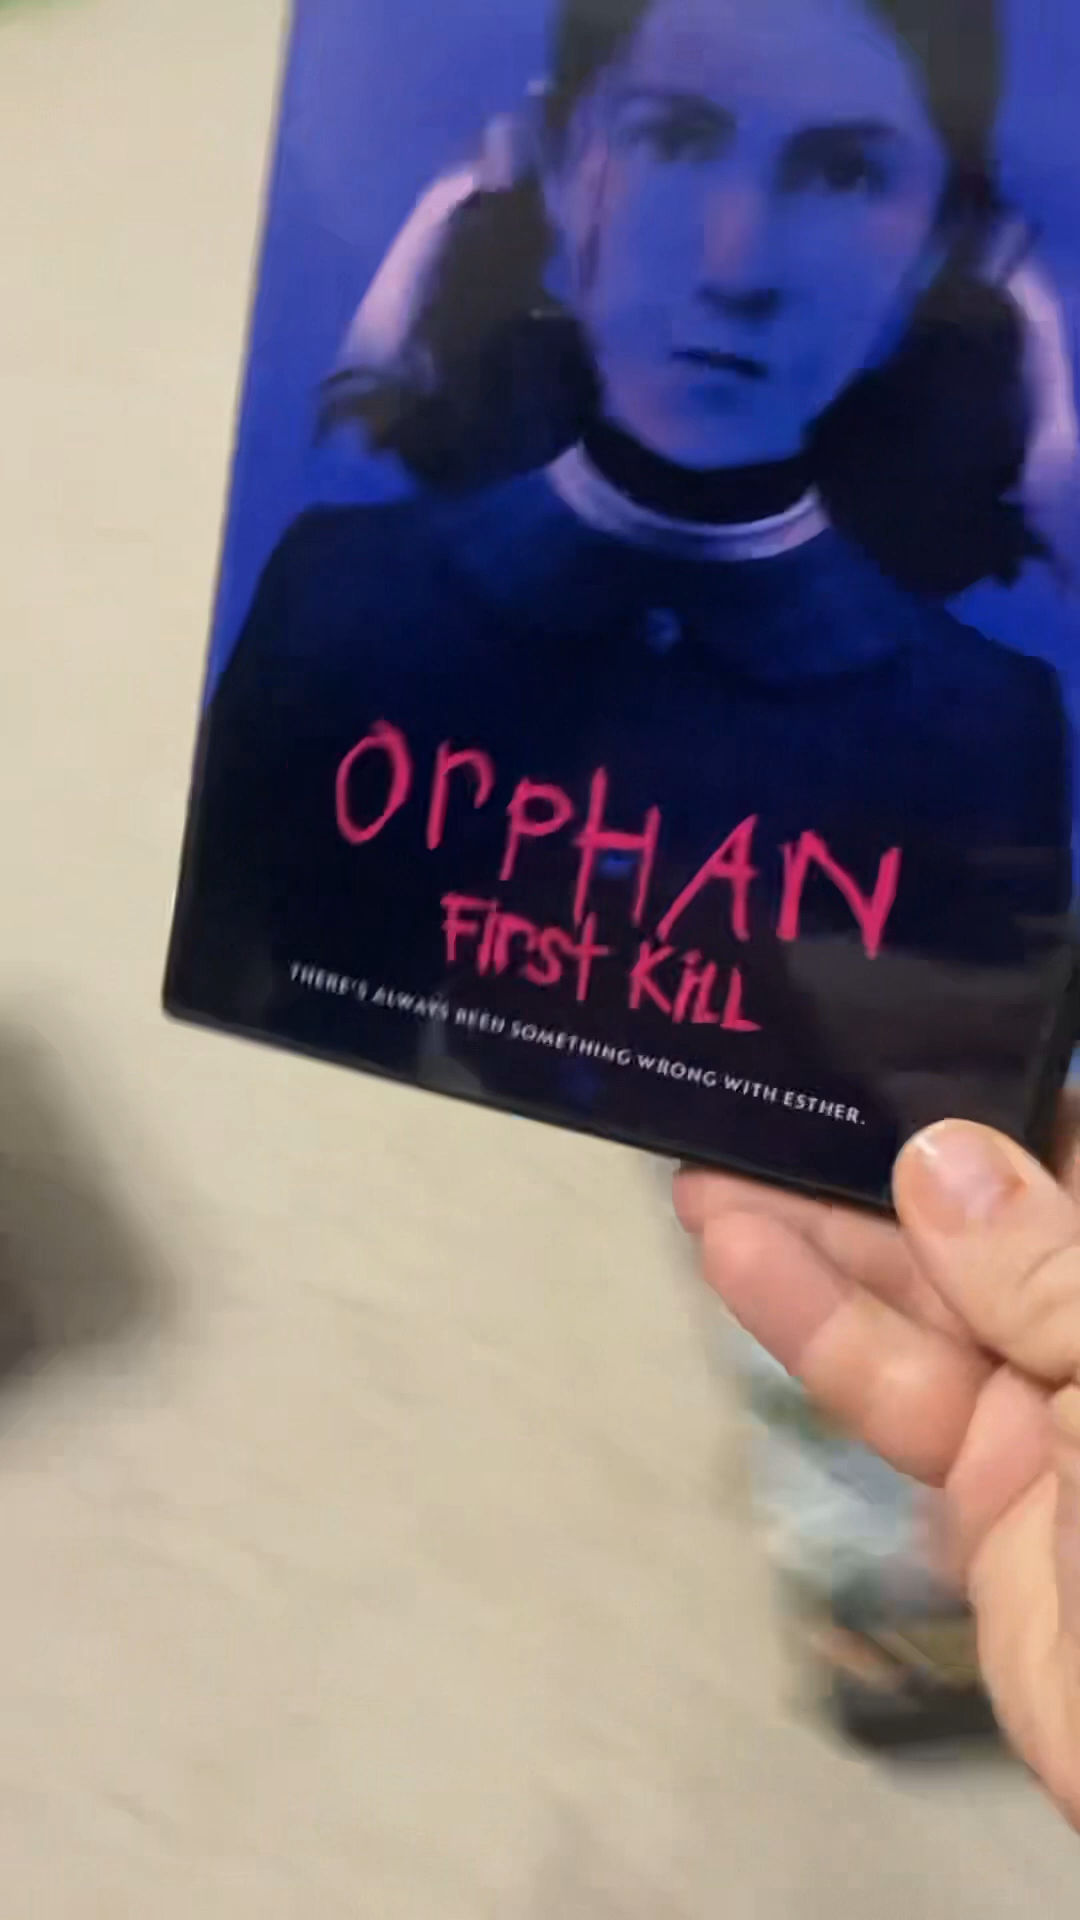 OrpHAN
First Kill
THERE'S ALWAYS BEEN SOMETHING WRONG WITH ESTHER.